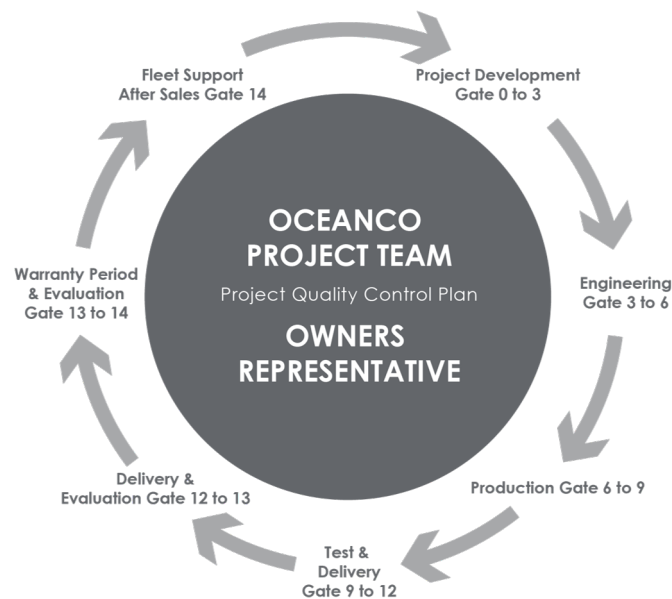 Fleet Support
After Sales Gate 14
Project Development
Gate 0 to 3
OCEANCO
PROJECT TEAM
Project Quality Control Plan
OWNERS
REPRESENTATIVE
Engineering
Gate 3 to 6
Production Gate 6 to 9
Test &
Delivery
Gate 9 to 12
Delivery &
Evaluation Gate 12 to 13
Warranty Period
& Evaluation
Gate 13 to 14